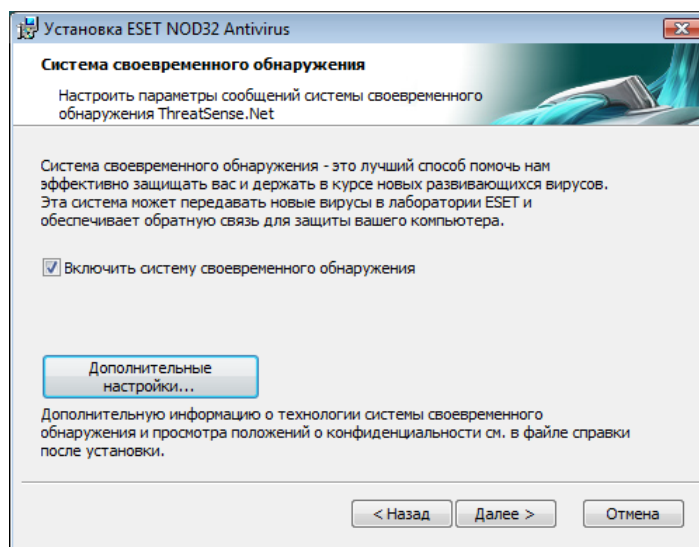 Установка ESET NOD32 Antivirus
Система своевременного обнаружения
Настроить параметры сообщений системы своевременного
обнаружения ThreatSense.Net
Система своевременного обнаружения - это лучший способ помочь нам
эффективно защищать вас и держать в курсе новых развивающихся вирусов.
Эта система может передавать новые вирусы в лаборатории ESET и
обеспечивает обратную связь для защиты вашего компьютера.
Включить систему своевременного обнаружения
Дополнительные
настройки...
Дополнительную информацию о технологии системы своевременного
обнаружения и просмотра положений о конфиденциальности см. в файле справки
после установки.
< Назад
Далее >
Отмена